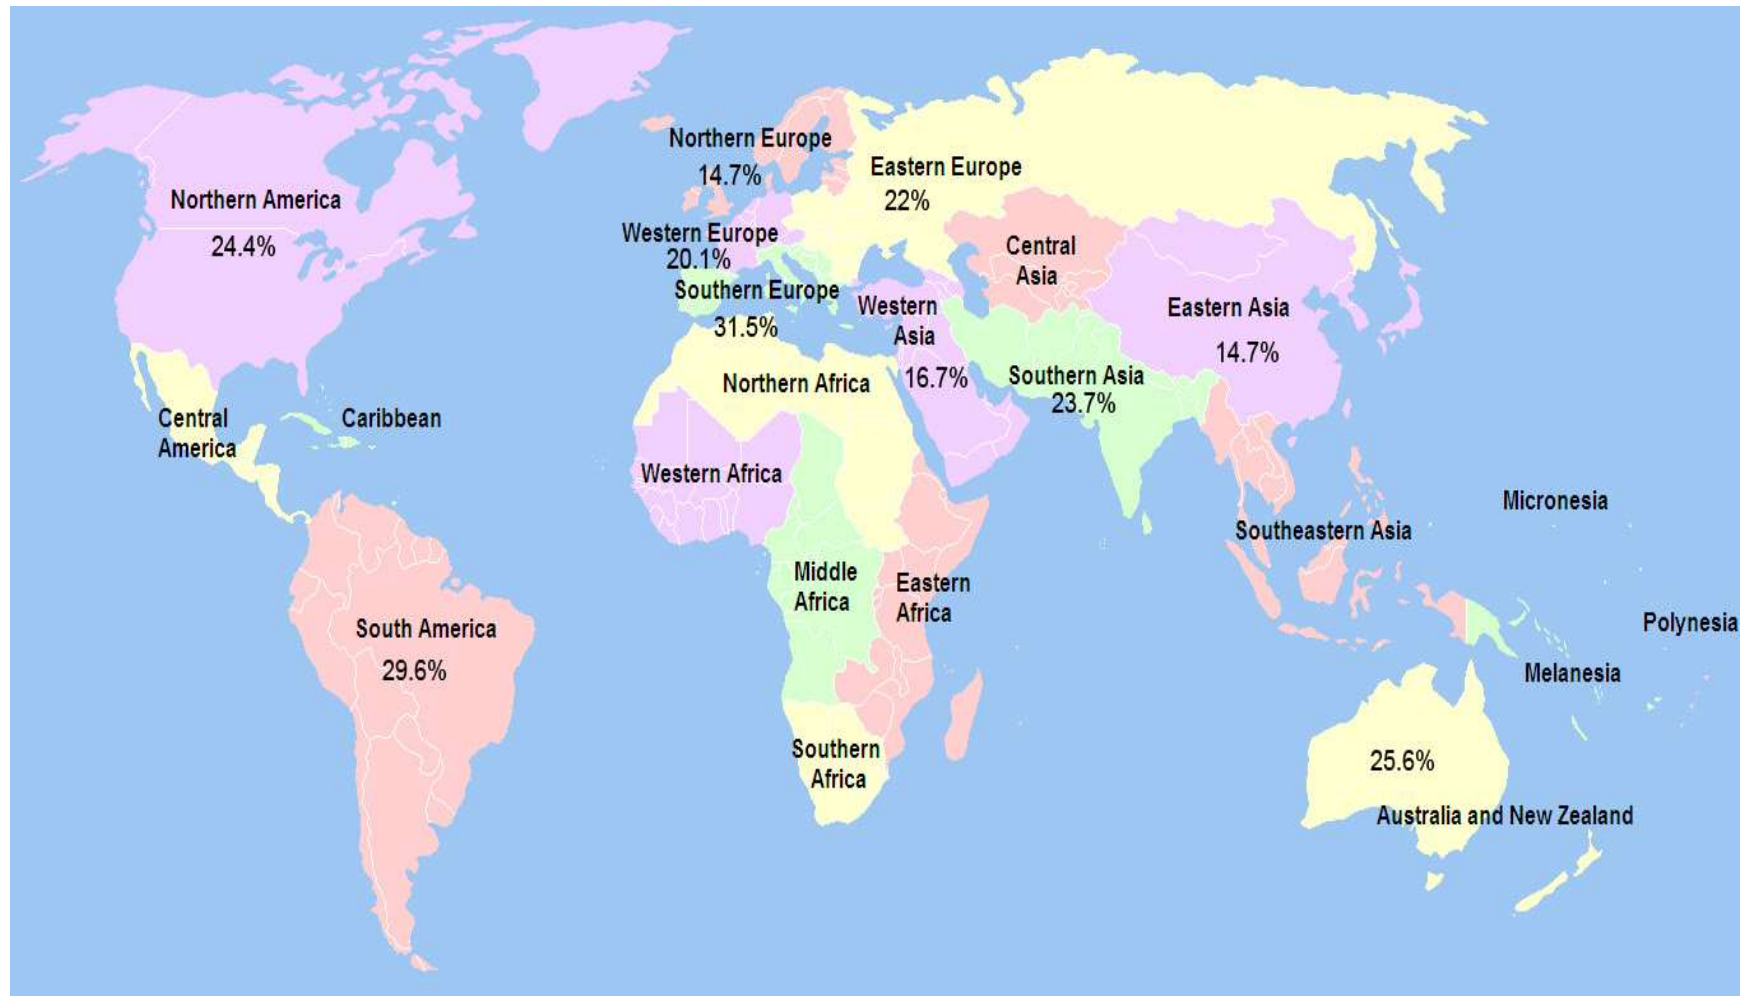 Northern Europe
14.7%
Eastern Europe
22%
Northern America
24.4%
Western Europe
20.1%
Southern Europe
31.5%
Central
Asia
Western
Asia
16.7%
Eastern Asia
14.7%
Southern Asia
23.7%
Northern Africa
Central
America
Caribbean
Western Africa
Micronesia
Southeastern Asia
Middle
Africa
Eastern
Africa
South America
29.6%
Polynesia
Melanesia
Southern
Africa
25.6%
Australia and New Zealand